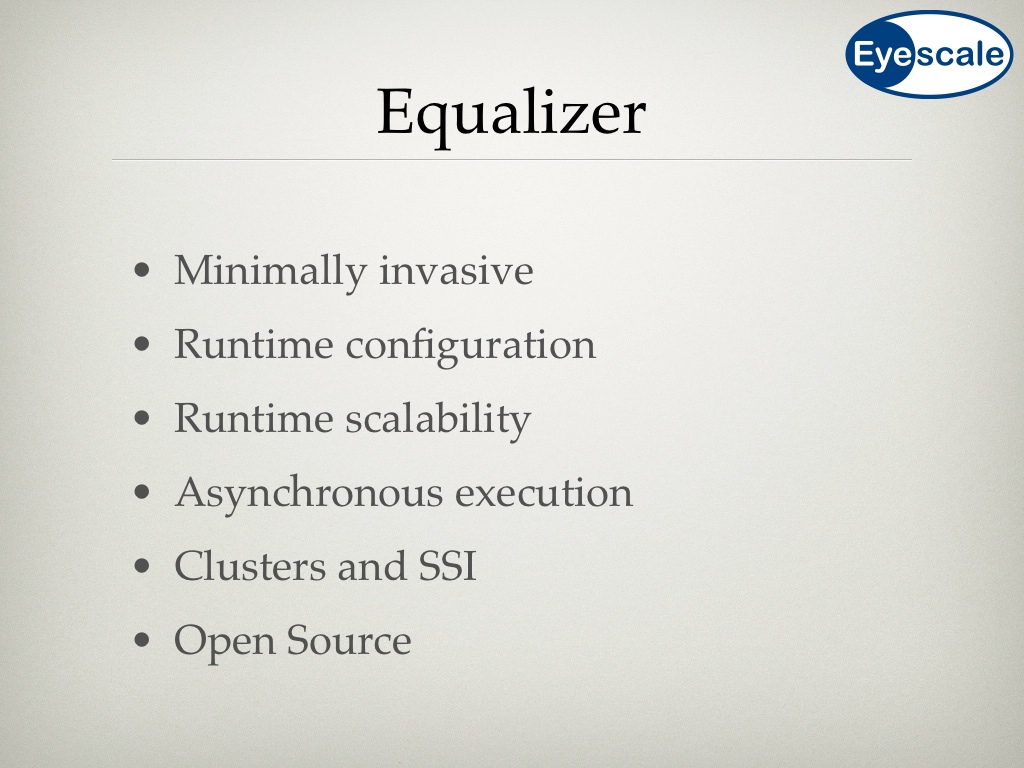 Eyescale
Equalizer
• Minimally invasive
• Runtime configuration
• Runtime scalability
• Asynchronous execution
• Clusters and SSI
• Open Source